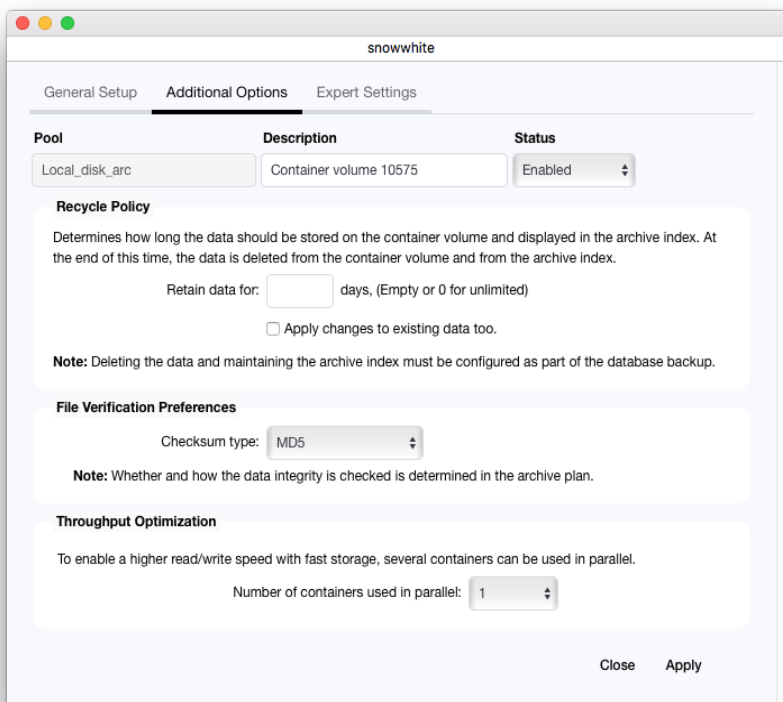 snowwhite
General Setup Additional Options Expert Settings
Pool Description Status
Local_disk_arc Container volume 10575 Enabled
Recycle Policy
Determines how long the data should be stored on the container volume and displayed in the archive index. At
the end of this time, the data is deleted from the container volume and from the archive index.
Retain data for: days, (Empty or 0 for unlimited)
Apply changes to existing data too.
Note: Deleting the data and maintaining the archive index must be configured as part of the database backup.
File Verification Preferences
Checksum type: MD5
Note: Whether and how the data integrity is checked is determined in the archive plan.
Throughput Optimization
To enable a higher read/write speed with fast storage, several containers can be used in parallel.
Number of containers used in parallel: 1
Close Apply